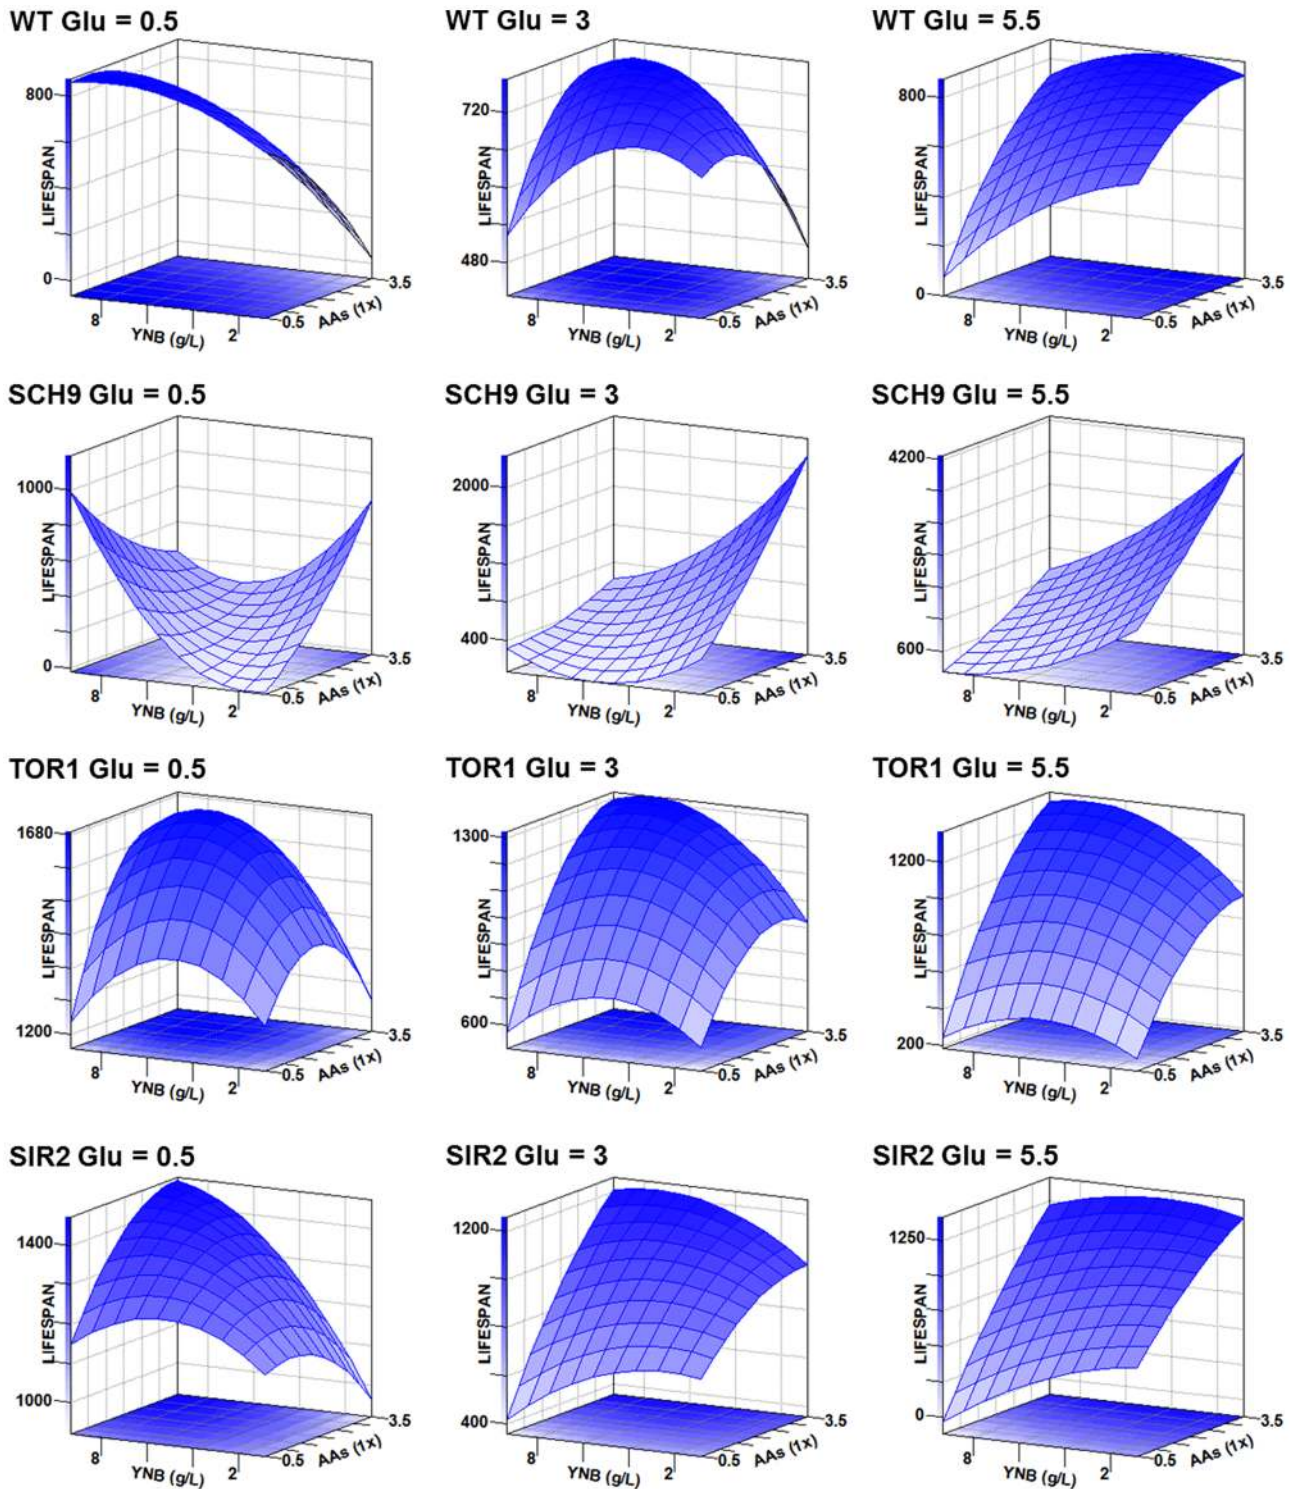 WT Glu = 0.5
800
0
LIFESPAN
8
YNB (g/L)
2
0.5
AAs (1x)
3.5
WT Glu = 3
720
480
LIFESPAN
8
YNB (g/L)
2
0.5
AAs (1x)
3.5
WT Glu = 5.5
800
0
LIFESPAN
8
YNB (g/L)
2
0.5
AAs (1x)
3.5
SCH9 Glu = 0.5
1000
0
LIFESPAN
8
YNB (g/L)
2
0.5
AAs (1x)
3.5
SCH9 Glu = 3
2000
400
LIFESPAN
8
YNB (g/L)
2
0.5
AAs (1x)
3.5
SCH9 Glu = 5.5
4200
600
LIFESPAN
8
YNB (g/L)
2
0.5
AAs (1x)
3.5
TOR1 Glu = 0.5
1680
1200
LIFESPAN
8
YNB (g/L)
2
0.5
AAs (1x)
3.5
TOR1 Glu = 3
1300
600
LIFESPAN
8
YNB (g/L)
2
0.5
AAs (1x)
3.5
TOR1 Glu = 5.5
1200
200
LIFESPAN
8
YNB (g/L)
2
0.5
AAs (1x)
3.5
SIR2 Glu = 0.5
1400
1000
LIFESPAN
8
YNB (g/L)
2
0.5
AAs (1x)
3.5
SIR2 Glu = 3
1200
400
LIFESPAN
8
YNB (g/L)
2
0.5
AAs (1x)
3.5
SIR2 Glu = 5.5
1250
0
LIFESPAN
8
YNB (g/L)
2
0.5
AAs (1x)
3.5